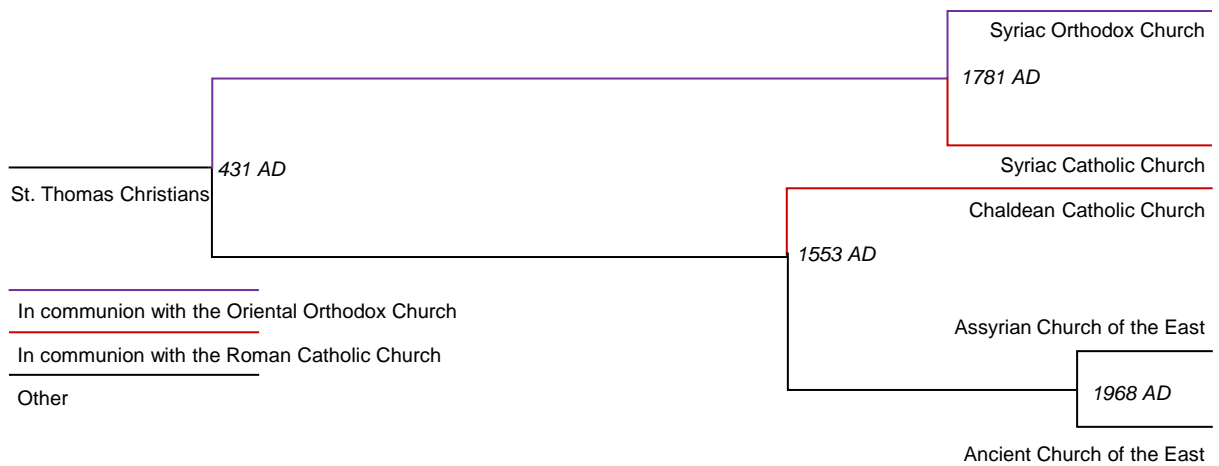 Syriac Orthodox Church
1781 AD
Syriac Catholic Church
431 AD
St. Thomas Christians
Chaldean Catholic Church
1553 AD
In communion with the Oriental Orthodox Church
In communion with the Roman Catholic Church
Other
Assyrian Church of the East
1968 AD
Ancient Church of the East